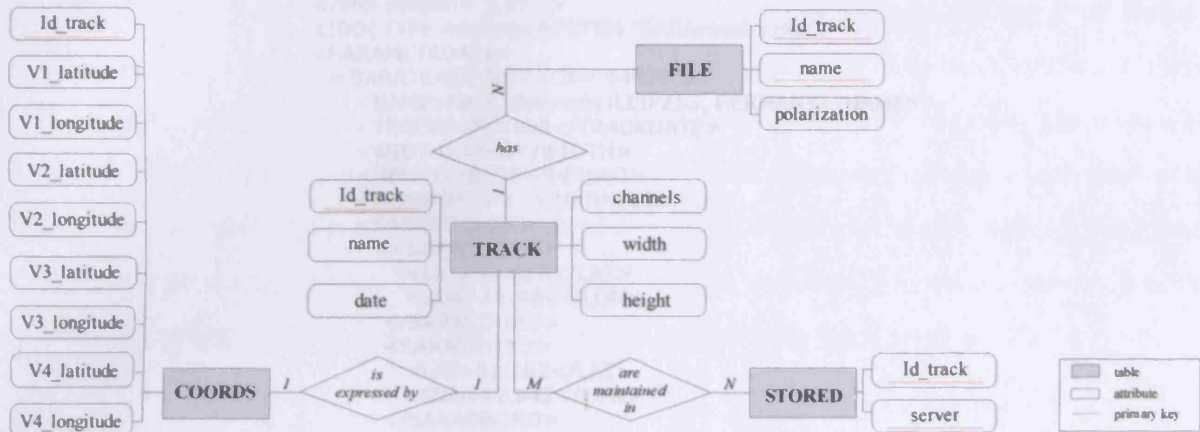 Id_track
V1_latitude
V1_longitude
V2_latitude
V2_longitude
V3_latitude
V3_longitude
V4_latitude
V4_longitude
FILE
Id_track
name
polarization
N
has
1
Id_track
name
date
TRACK
channels
width
height
COORDS
1
is
expressed by
1
M
are
maintained
in
N
STORED
Id_track
server
table
attribute
primary key